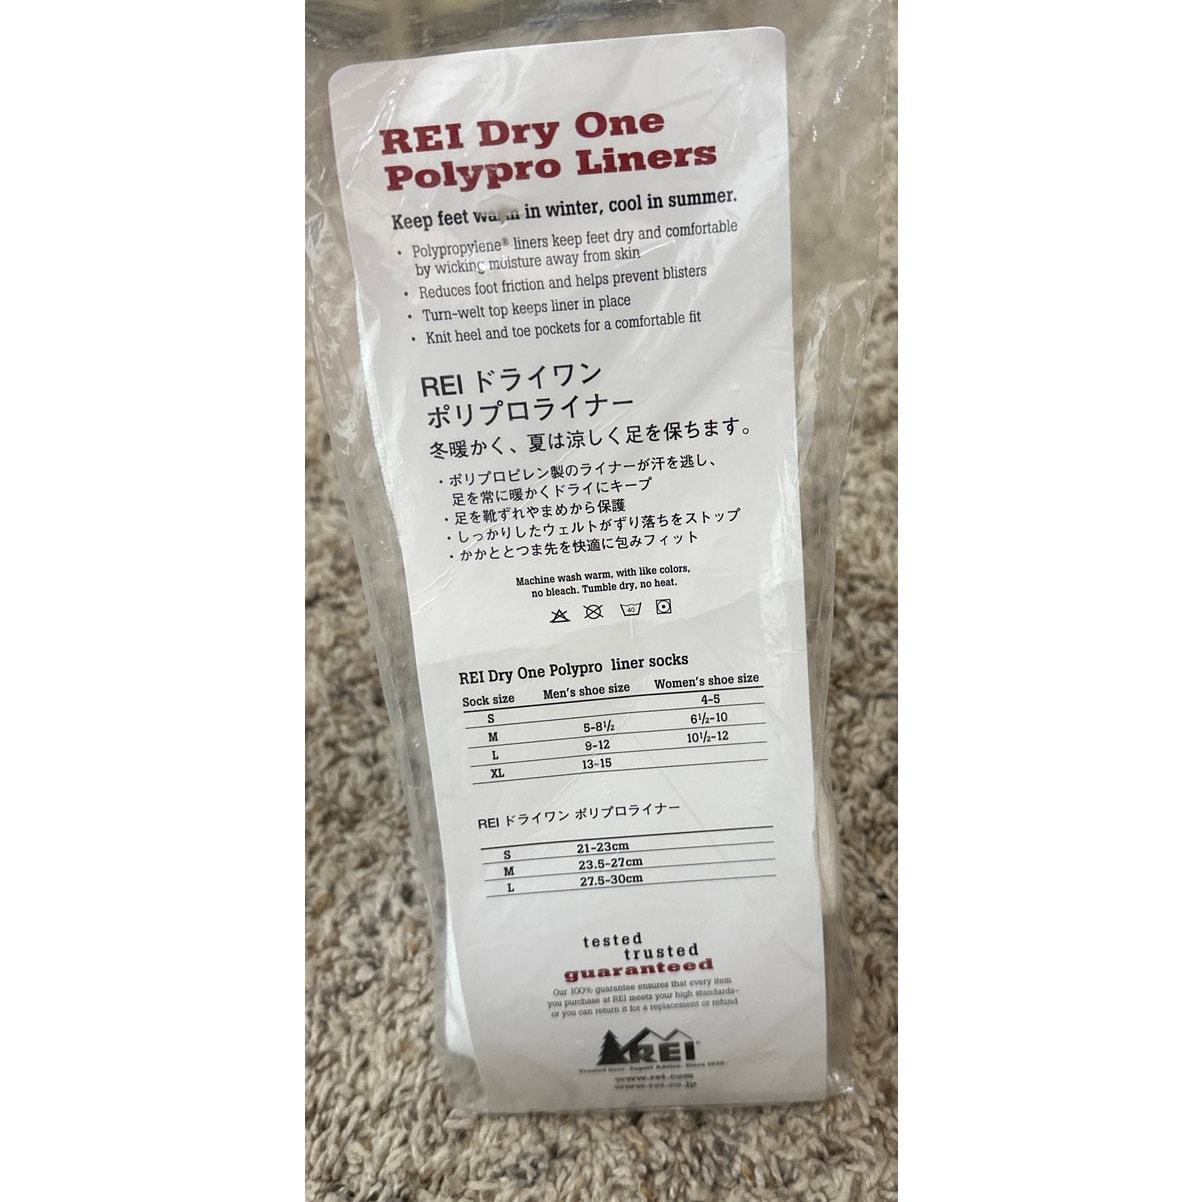 REI Dry One
Polypro Liners
Keep feet warm in winter, cool in summer.
• Polypropylene® liners keep feet dry and comfortable
by wicking moisture away from skin
• Reduces foot friction and helps prevent blisters
• Turn-welt top keeps liner in place
• Knit heel and toe pockets for a comfortable fit
REI ドライワン
ポリプロライナー
冬暖かく、夏は涼しく足を保ちます。
・ポリプロピレン製のライナーが汗を逃し、
足を常に暖かくドライにキープ
・足を靴ずれやまめから保護
・しっかりしたウェルトがずり落ちをストップ
・かかととつま先を快適に包みフィット
Machine wash warm, with like colors,
no bleach. Tumble dry, no heat.
40
REI Dry One Polypro liner socks
Sock size Men's shoe size Women's shoe size
S 4-5
M 5-8½ 6½-10
L 9-12 10½-12
XL 13-15
REI ドライワン ポリプロライナー
S 21-23cm
M 23.5-27cm
L 27.5-30cm
tested
trusted
guaranteed
Our 100% guarantee ensures that every item
you purchase at REI meets your high standards–
or you can return it for a replacement or refund
REI®
Trusted Gear. Expert Advice. Since 1938.
www.rei.com
www.rei.co.jp